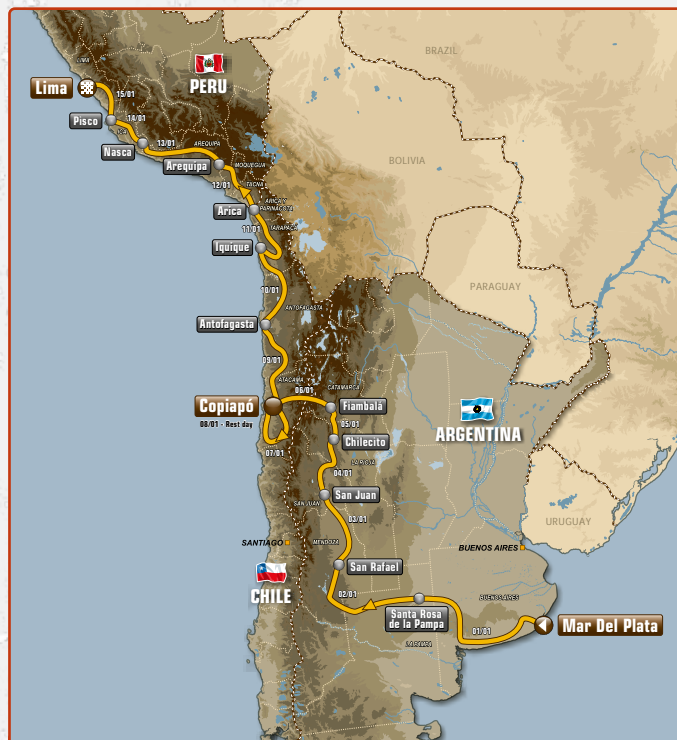 BRAZIL
LIMA
PERU
Lima
15/01
Pisco
14/01
ICA
Nasca
13/01
AREQUIPA
Arequipa
MOQUEGUA
BOLIVIA
12/01
TACNA
Arica
ARICA Y
PARINACOTA
11/01
TARAPACA
Iquique
10/01
PARAGUAY
ANTOFAGASTA
Antofagasta
09/01
ATACAMA
06/01
CATAMARCA
Copiapó
08/01 - Rest day
Fiambalá
05/01
ARGENTINA
Chilecito
07/01
LA RIOJA
04/01
San Juan
SAN JUAN
03/01
URUGUAY
SANTIAGO
MENDOZA
BUENOS AIRES
San Rafael
CHILE
02/01
BUENOS AIRES
Santa Rosa
de la Pampa
01/01
Mar Del Plata
LA PAMPA